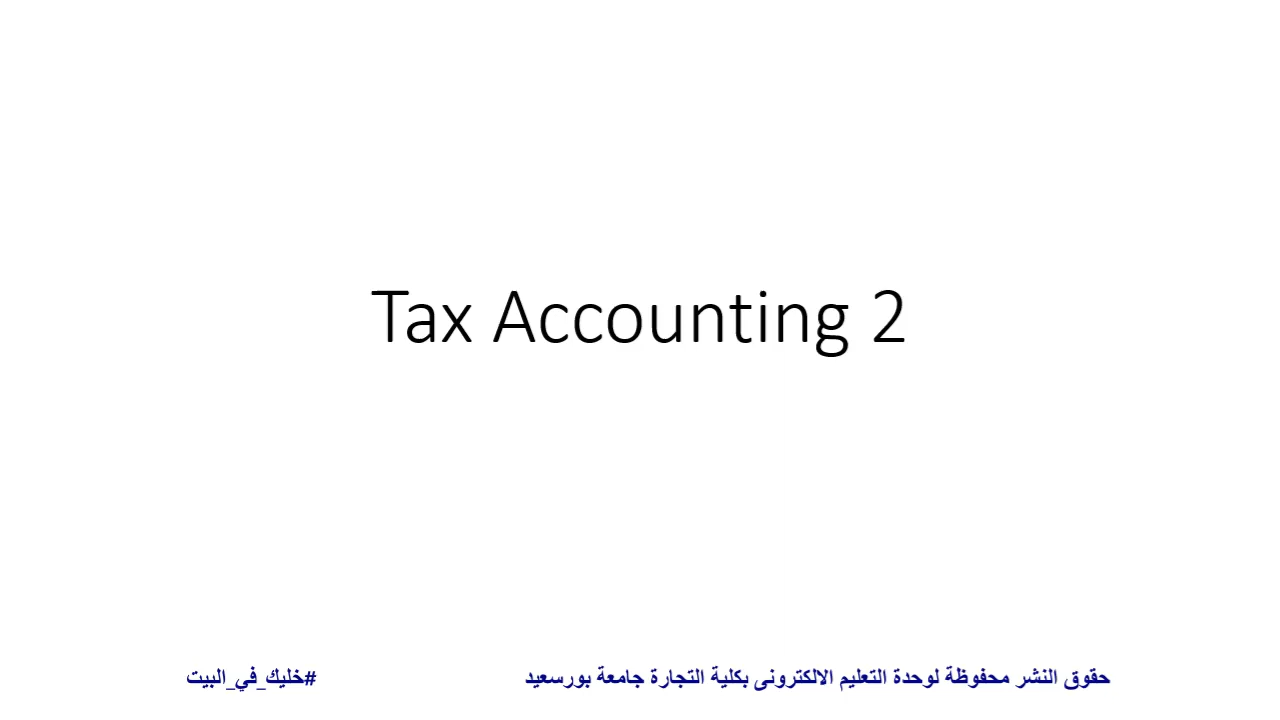 Tax Accounting 2
حقوق النشر محفوظة لوحدة التعليم الالكترونى بكلية التجارة جامعة بورسعيد
#خليك_في_البيت